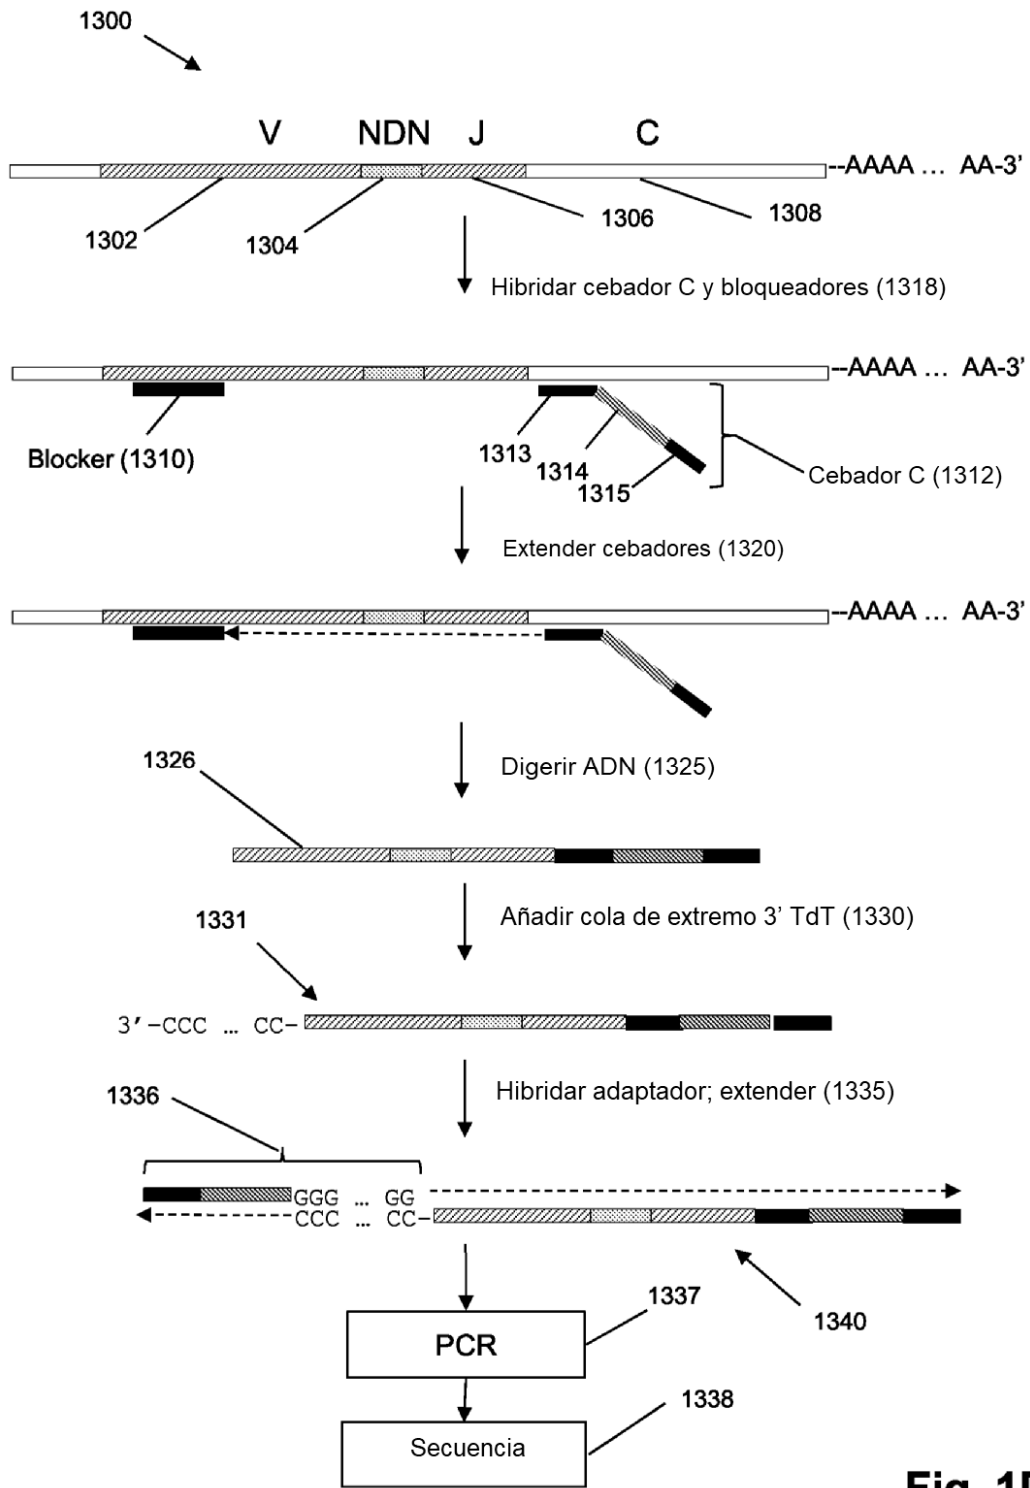 1300
V NDN J C
--AAAA ... AA-3'
1302 1304 1306 1308
Hibridar cebador C y bloqueadores (1318)
--AAAA ... AA-3'
Blocker (1310)
1313
1314
1315
Cebador C (1312)
Extender cebadores (1320)
--AAAA ... AA-3'
1326
Digerir ADN (1325)
Añadir cola de extremo 3' TdT (1330)
1331
3'-CCC ... CC-
Hibridar adaptador; extender (1335)
1336
GGG ... GG
CCC ... CC-
1337
PCR
1340
1338
Secuencia
Fig.